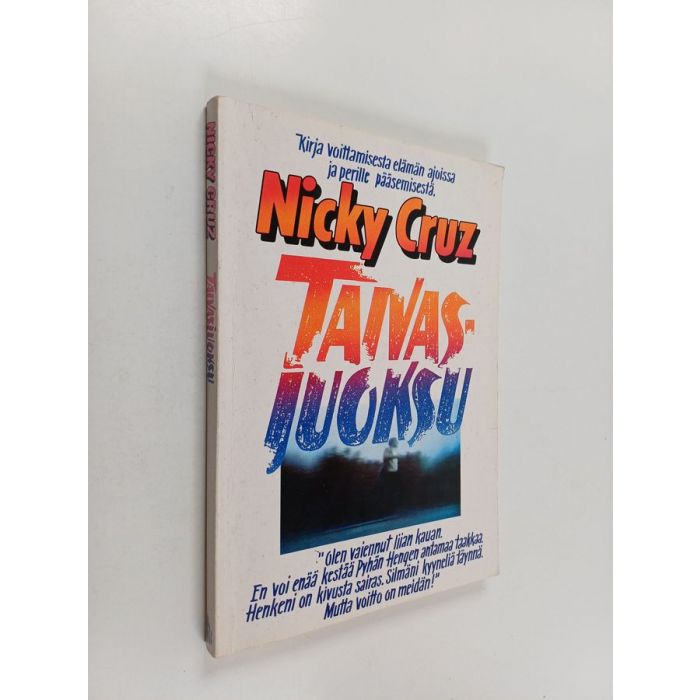 NICKY CRUZ TAIVASJUOKSU
Kirja voittamisesta elämän ajoissa
ja perille pääsemisestä.
Nicky Cruz
TAIVAS-
JUOKSU
"Olen vaiennut liian kauan.
En voi enää kestää Pyhän Hengen antamaa taakkaa.
Henkeni on kivusta sairas. Silmäni kyyneliä täynnä.
Mutta voitto on meidän!"